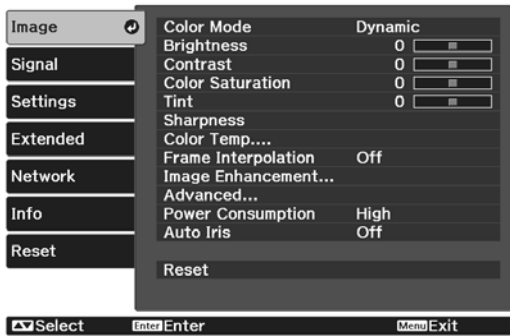 Image
Signal
Settings
Extended
Network
Info
Reset
Color Mode Dynamic
Brightness 0
Contrast 0
Color Saturation 0
Tint 0
Sharpness
Color Temp....
Frame Interpolation Off
Image Enhancement...
Advanced...
Power Consumption High
Auto Iris Off
Reset
Select Enter Enter Menu Exit